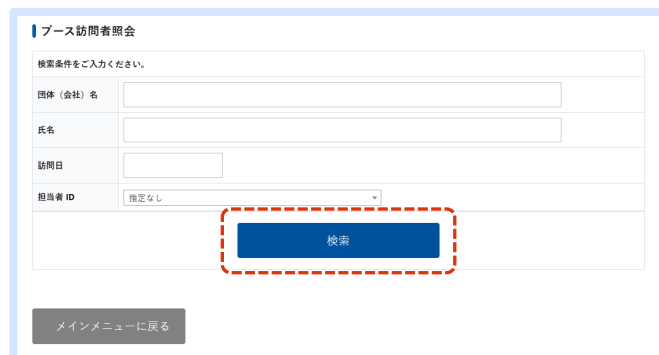 ブース訪問者照会
検索条件をご入力ください。
団体（会社）名
氏名
訪問日
担当者 ID
指定なし
検索
メインメニューに戻る